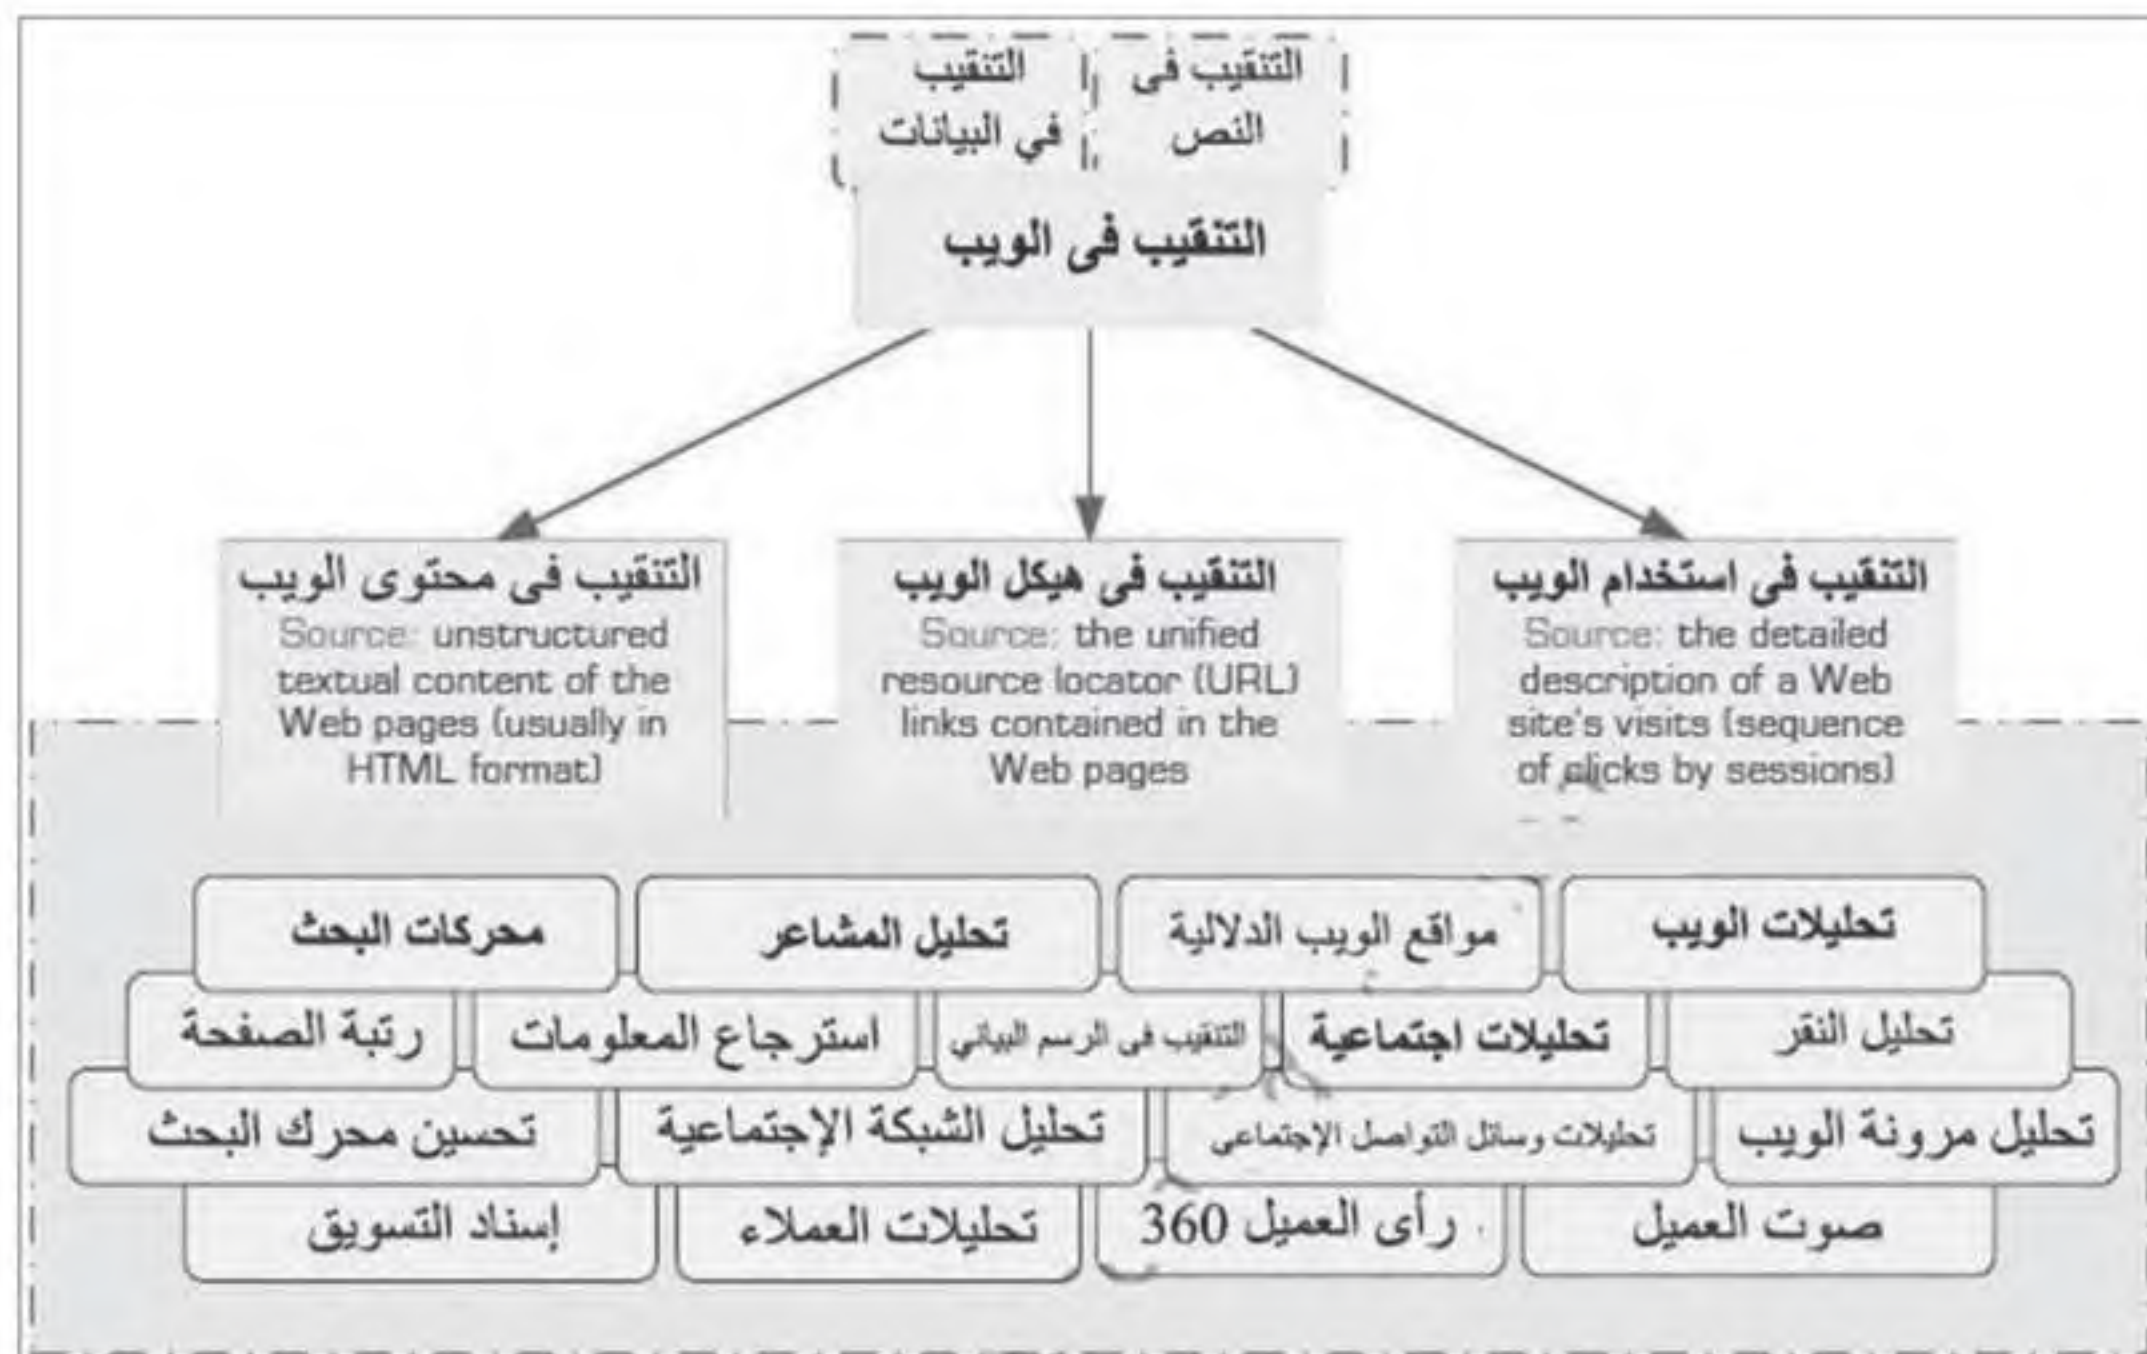 التنقيب فى
النص
التنقيب
في البيانات
التنقيب فى الويب
التنقيب فى استخدام الويب
Source: the detailed
description of a Web
site's visits (sequence
of clicks by sessions)
التنقيب فى هيكل الويب
Source: the unified
resource locator (URL)
links contained in the
Web pages
التنقيب فى محتوى الويب
Source: unstructured
textual content of the
Web pages (usually in
HTML format)
تحليلات الويب
مواقع الويب الدلالية
تحليل المشاعر
محركات البحث
تحليل النقر
تحليلات اجتماعية
التنقيب فى الرسم البياني
استرجاع المعلومات
رتبة الصفحة
تحليل مرونة الويب
تحليلات وسائل التواصل الإجتماعى
تحليل الشبكة الإجتماعية
تحسين محرك البحث
صوت العميل
رأى العميل 360
تحليلات العملاء
إسناد التسويق